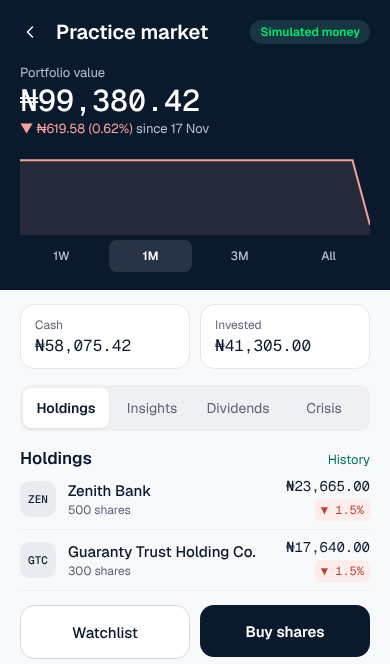 Practice market
Simulated money
Portfolio value
₦99,380.42
▼ ₦619.58 (0.62%) since 17 Nov
1W 1M 3M All
Cash
₦58,075.42
Invested
₦41,305.00
Holdings Insights Dividends Crisis
Holdings
History
ZEN
Zenith Bank
500 shares
₦23,665.00
▼ 1.5%
GTC
Guaranty Trust Holding Co.
300 shares
₦17,640.00
▼ 1.5%
Watchlist
Buy shares